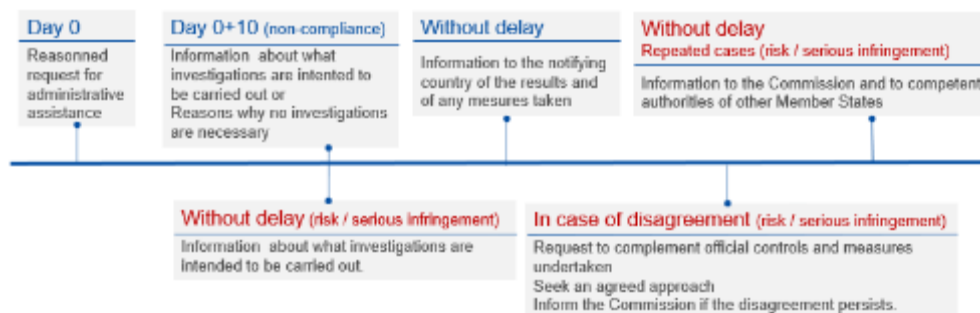 Day 0
Reasonned
request for
administrative
assistance
Day 0+10 (non-compliance)
Information about what
investigations are intented to
be carried out or
Reasons why no investigations
are necessary
Without delay
Information to the notifying
country of the results and
of any mesures taken
Without delay
Repeated cases (risk / serious infringement)
Information to the Commission and to competent
authorities of other Member States
Without delay (risk / serious infringement)
Information about what investigations are
intended to be carried out.
In case of disagreement (risk / serious infringement)
Request to complement official controls and measures
undertaken
Seek an agreed approach
Inform the Commission if the disagreement persists.